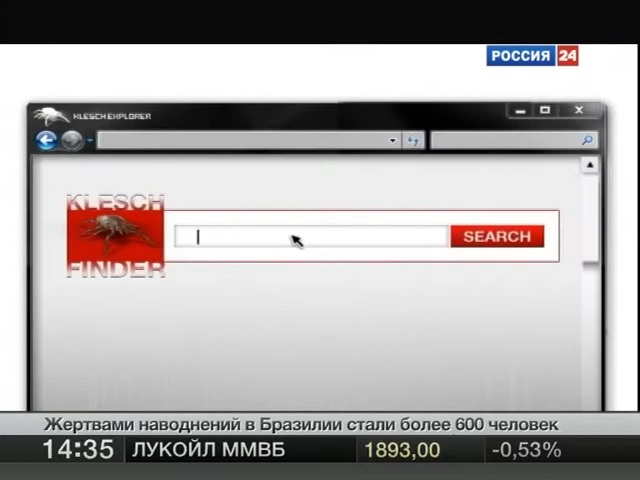 РОССИЯ 24
KLESCH EXPLORER
KLESCH
FINDER
SEARCH
Жертвами наводнений в Бразилии стали более 600 человек
14:35 ЛУКОЙЛ ММВБ 1893,00 -0,53%